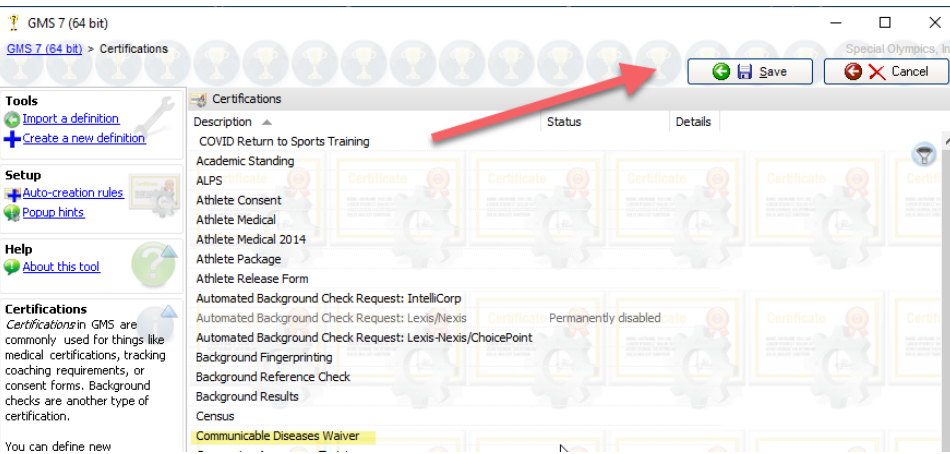 GMS 7 (64 bit)
GMS 7 (64 bit) > Certifications
Special Olympics, In
Save
Cancel
Tools
Import a definition
Create a new definition
Setup
Auto-creation rules
Popup hints
Help
About this tool
Certifications
Certifications in GMS are
commonly used for things like
medical certifications, tracking
coaching requirements, or
consent forms. Background
checks are another type of
certification.
You can define new
Certifications
Description Status Details
COVID Return to Sports Training
Academic Standing
ALPS
Athlete Consent
Athlete Medical
Athlete Medical 2014
Athlete Package
Athlete Release Form
Automated Background Check Request: IntelliCorp
Automated Background Check Request: Lexis/Nexis Permanently disabled
Automated Background Check Request: Lexis-Nexis/ChoicePoint
Background Fingerprinting
Background Reference Check
Background Results
Census
Communicable Diseases Waiver